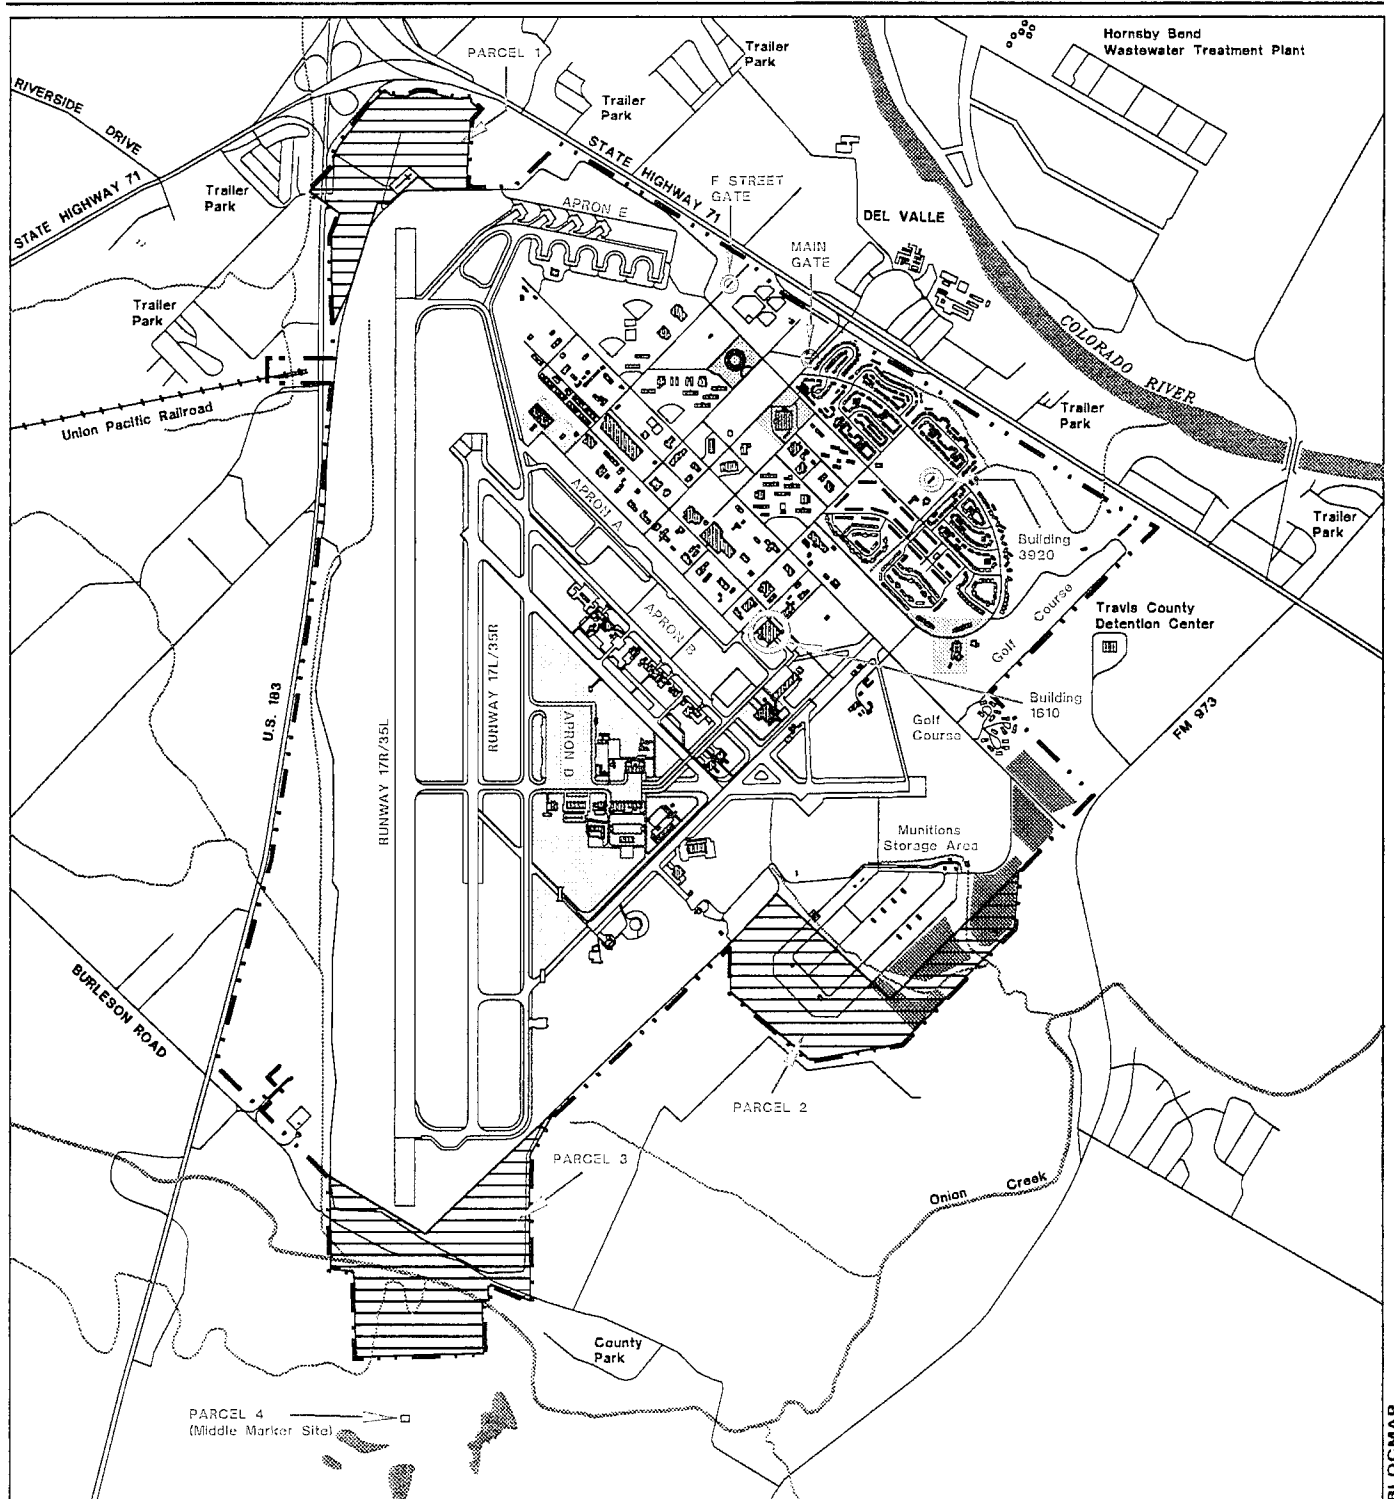 Hornsby Bend
Wastewater Treatment Plant
PARCEL 1
Trailer
Park
RIVERSIDE
DRIVE
Trailer
Park
STATE HIGHWAY 71
STATE HIGHWAY 71
F STREET
GATE
Trailer
Park
APRON E
DEL VALLE
MAIN
GATE
Trailer
Park
COLORADO RIVER
Union Pacific Railroad
Trailer
Park
APRON A
Trailer
Park
Building
3920
APRON B
Golf Course
Travis County
Detention Center
U.S. 183
RUNWAY 17R/35L
RUNWAY 17L/35R
APRON D
Building
1610
Golf
Course
FM 973
Munitions
Storage Area
BURLESON ROAD
PARCEL 2
PARCEL 3
Onion Creek
County
Park
PARCEL 4
(Middle Marker Site)